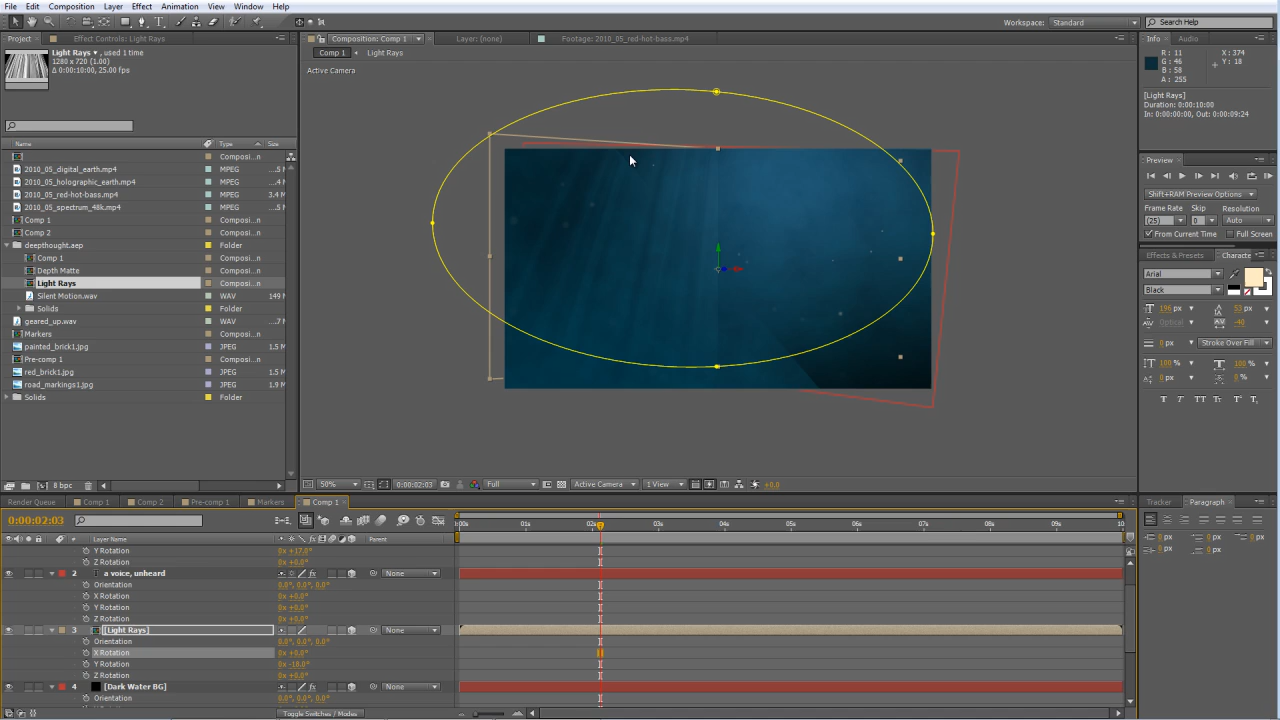 File Edit Composition Layer Effect Animation View Window Help
Workspace: Standard
Search Help
Project
Effect Controls: Light Rays
Light Rays , used 1 time
1280 x 720 (1.00)
Δ 0:00:10:00, 25.00 fps
Name Type Size
Composi...n
2010_05_digital_earth.mp4 MPEG ...5 M
2010_05_holographic_earth.mp4 MPEG ...4 M
2010_05_red-hot-bass.mp4 MPEG 3.4 M
2010_05_spectrum_48k.mp4 MPEG ...5 M
Comp 1 Composi...n
Comp 2 Composi...n
deepthought.aep Folder
Comp 1 Composi...n
Depth Matte Composi...n
Light Rays Composi...n
Silent Motion.wav WAV 149
Solids Folder
geared_up.wav WAV ...7 M
Markers Composi...n
painted_brick1.jpg JPEG 1.5 M
Pre-comp 1 Composi...n
red_brick1.jpg JPEG 1.5 M
road_markings1.jpg JPEG 1.9 M
Solids Folder
8 bpc
Composition: Comp 1
Layer: (none)
Footage: 2010_05_red-hot-bass.mp4
Comp 1 Light Rays
Active Camera
50% 0:00:02:03 Full Active Camera 1 View +0.0
Info Audio
R : 11
G : 46
B : 58
A : 255
X : 374
Y : 18
[Light Rays]
Duration: 0:00:10:00
In: 0:00:00:00, Out: 0:00:09:24
Preview
Shift+RAM Preview Options
Frame Rate Skip Resolution
(25) 0 Auto
From Current Time Full Screen
Effects & Presets Characte
Arial
Black
196 px 53 px
Optical -40
0 px Stroke Over Fill
100 % 100 %
0 px 0 %
T T TT Tr T' T,
Render Queue Comp 1 Comp 2 Pre-comp 1 Markers Comp 1
0:00:02:03
# Layer Name Parent
:00s 01s 02s 03s 04s 05s 06s 07s 08s 09s 10
Y Rotation 0x +17.0°
Z Rotation 0x +0.0°
2 T a voice, unheard None
Orientation 0.0°, 0.0°, 0.0°
X Rotation 0x +0.0°
Y Rotation 0x +0.0°
Z Rotation 0x +0.0°
3 [Light Rays] None
Orientation 0.0°, 0.0°, 0.0°
X Rotation 0x +0.0°
Y Rotation 0x -18.0°
Z Rotation 0x +0.0°
4 [Dark Water BG] None
Orientation 0.0°, 0.0°, 0.0°
Toggle Switches / Modes
Tracker Paragraph
0 px 0 px 0 px
0 px 0 px